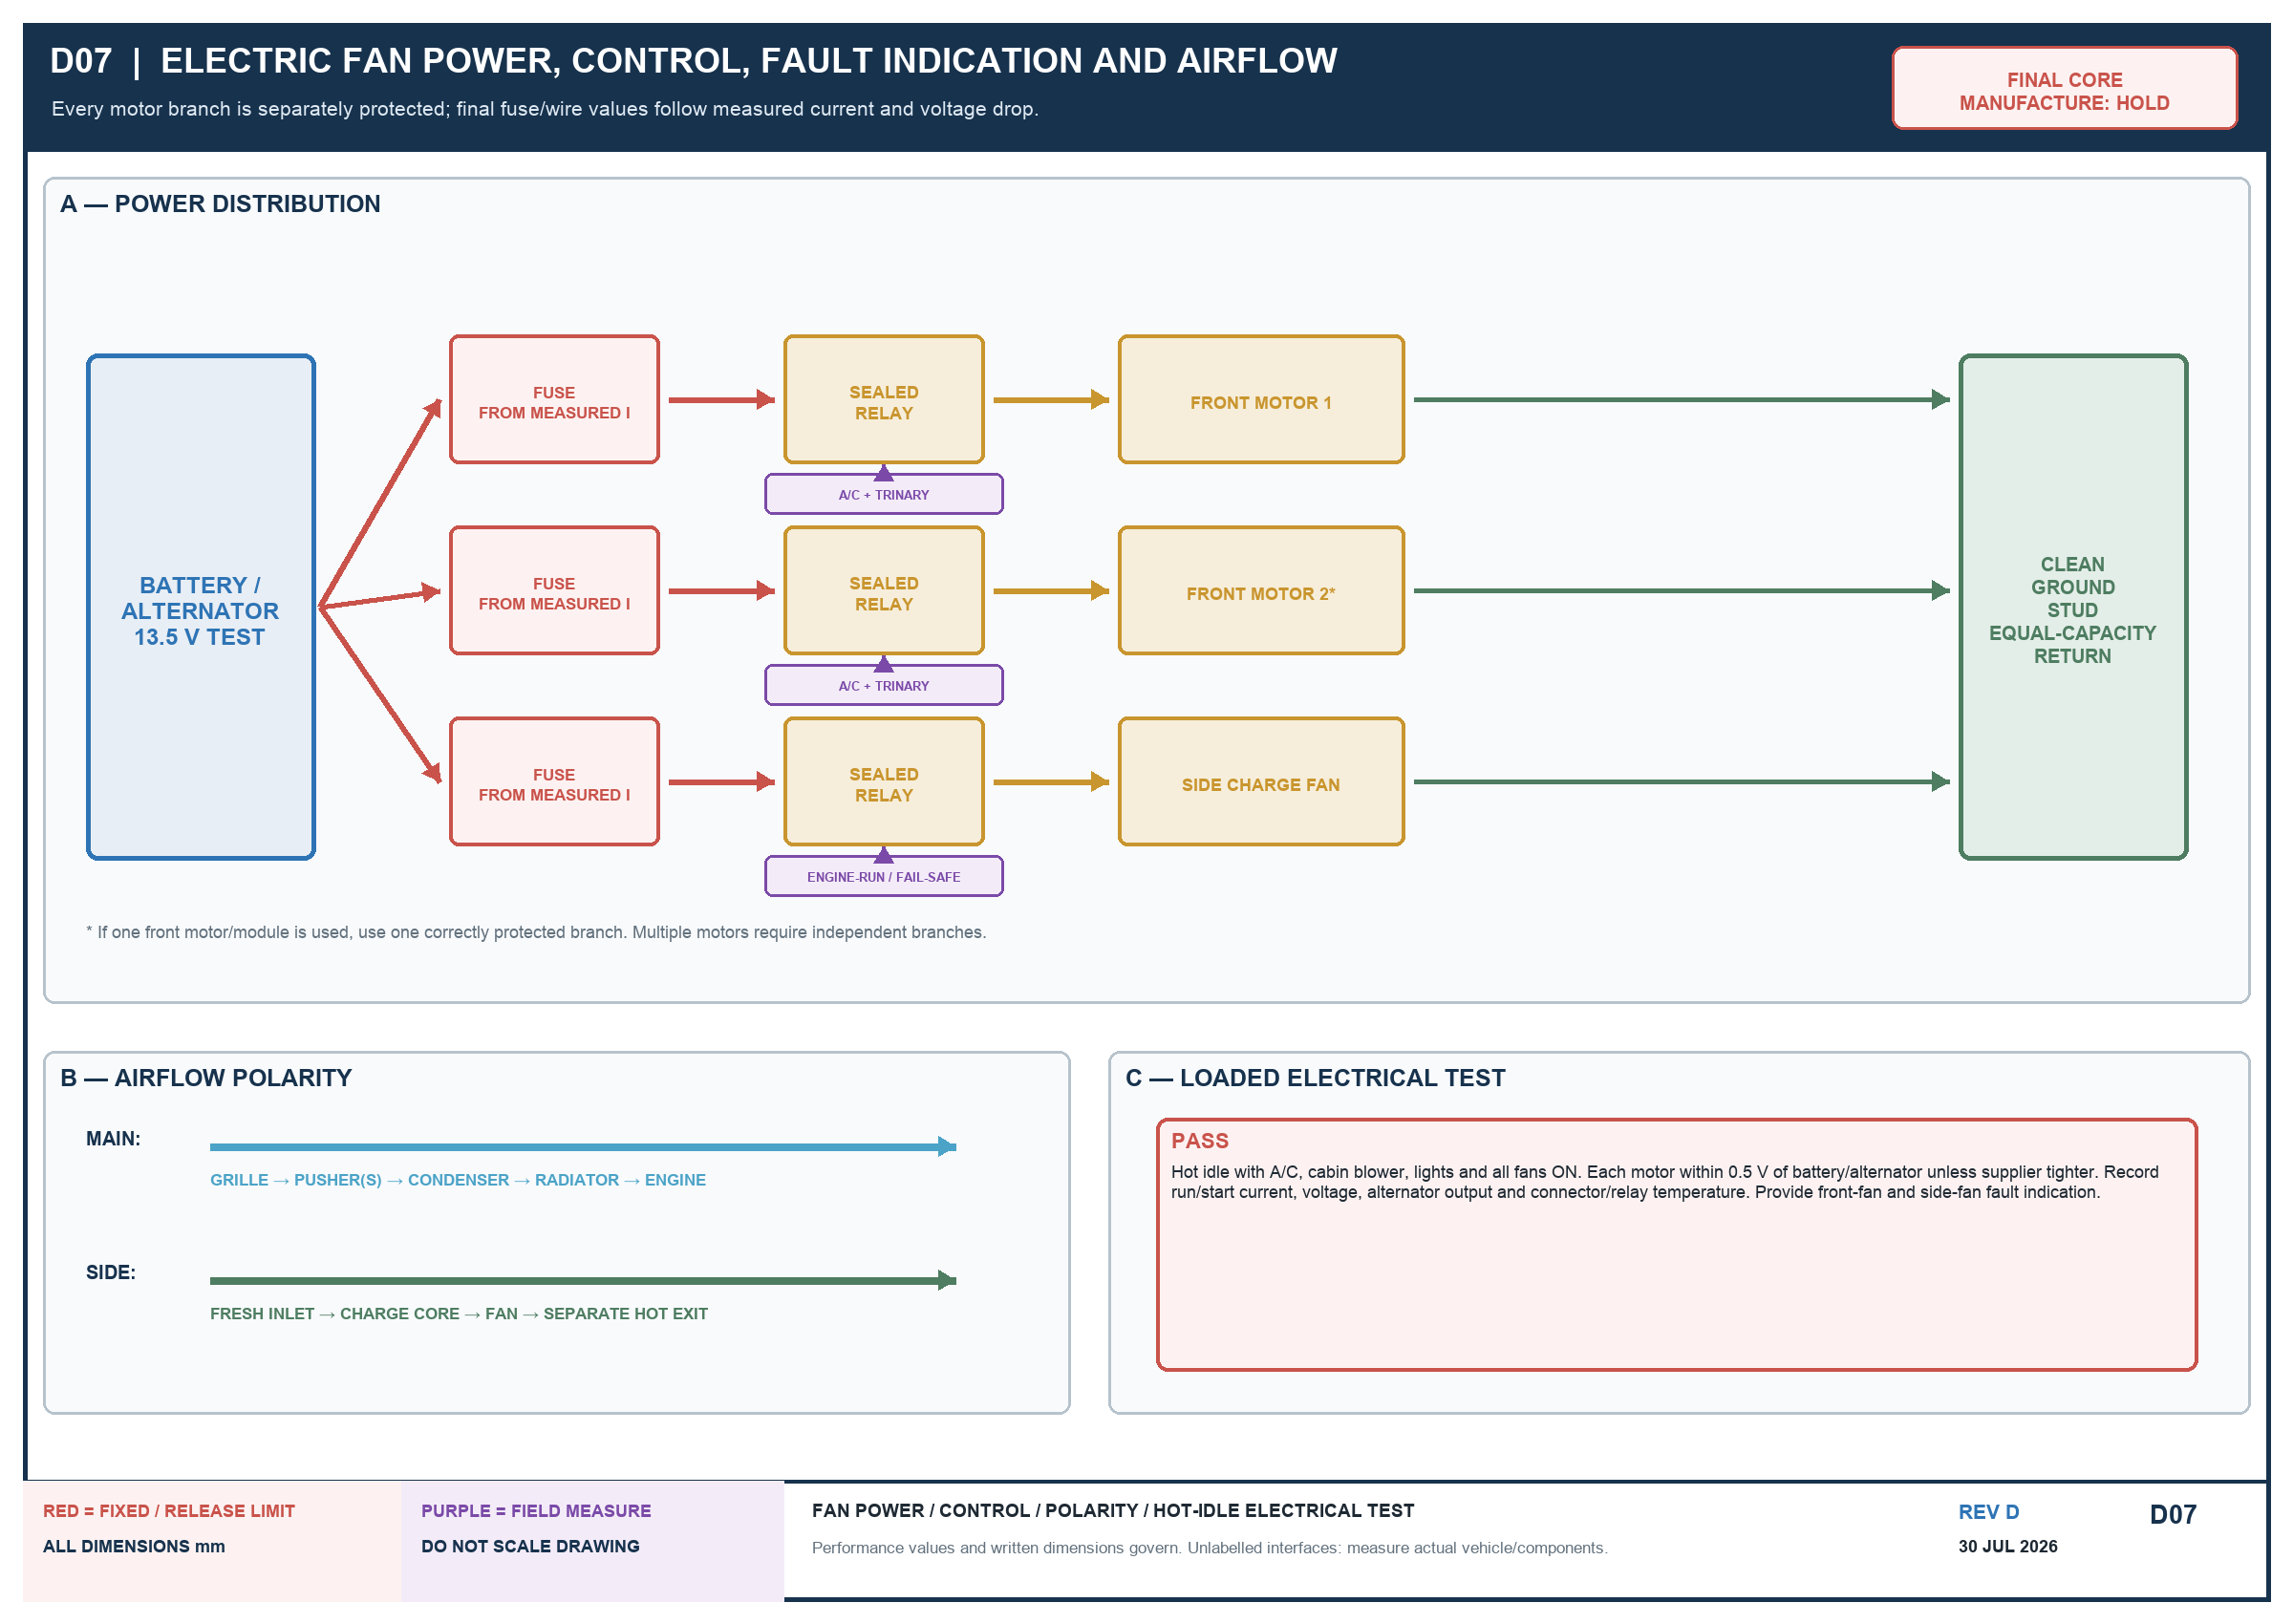 D07 | ELECTRIC FAN POWER, CONTROL, FAULT INDICATION AND AIRFLOW
Every motor branch is separately protected; final fuse/wire values follow measured current and voltage drop.
FINAL CORE
MANUFACTURE: HOLD
A — POWER DISTRIBUTION
BATTERY /
ALTERNATOR
13.5 V TEST
FUSE
FROM MEASURED I
SEALED
RELAY
FRONT MOTOR 1
A/C + TRINARY
FUSE
FROM MEASURED I
SEALED
RELAY
FRONT MOTOR 2*
A/C + TRINARY
FUSE
FROM MEASURED I
SEALED
RELAY
SIDE CHARGE FAN
ENGINE-RUN / FAIL-SAFE
CLEAN
GROUND
STUD
EQUAL-CAPACITY
RETURN
* If one front motor/module is used, use one correctly protected branch. Multiple motors require independent branches.
B — AIRFLOW POLARITY
MAIN:
GRILLE → PUSHER(S) → CONDENSER → RADIATOR → ENGINE
SIDE:
FRESH INLET → CHARGE CORE → FAN → SEPARATE HOT EXIT
C — LOADED ELECTRICAL TEST
PASS
Hot idle with A/C, cabin blower, lights and all fans ON. Each motor within 0.5 V of battery/alternator unless supplier tighter. Record
run/start current, voltage, alternator output and connector/relay temperature. Provide front-fan and side-fan fault indication.
RED = FIXED / RELEASE LIMIT
ALL DIMENSIONS mm
PURPLE = FIELD MEASURE
DO NOT SCALE DRAWING
FAN POWER / CONTROL / POLARITY / HOT-IDLE ELECTRICAL TEST
Performance values and written dimensions govern. Unlabelled interfaces: measure actual vehicle/components.
REV D
30 JUL 2026
D07